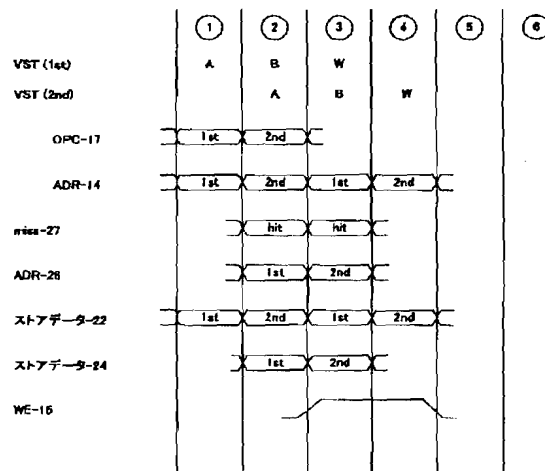 ① ② ③ ④ ⑤ ⑥
VST (1st) A B W
VST (2nd) A B W
OPC-17 1st 2nd
ADR-14 1st 2nd 1st 2nd
miss-27 hit hit
ADR-26 1st 2nd
ストアデータ-22 1st 2nd 1st 2nd
ストアデータ-24 1st 2nd
WE-15